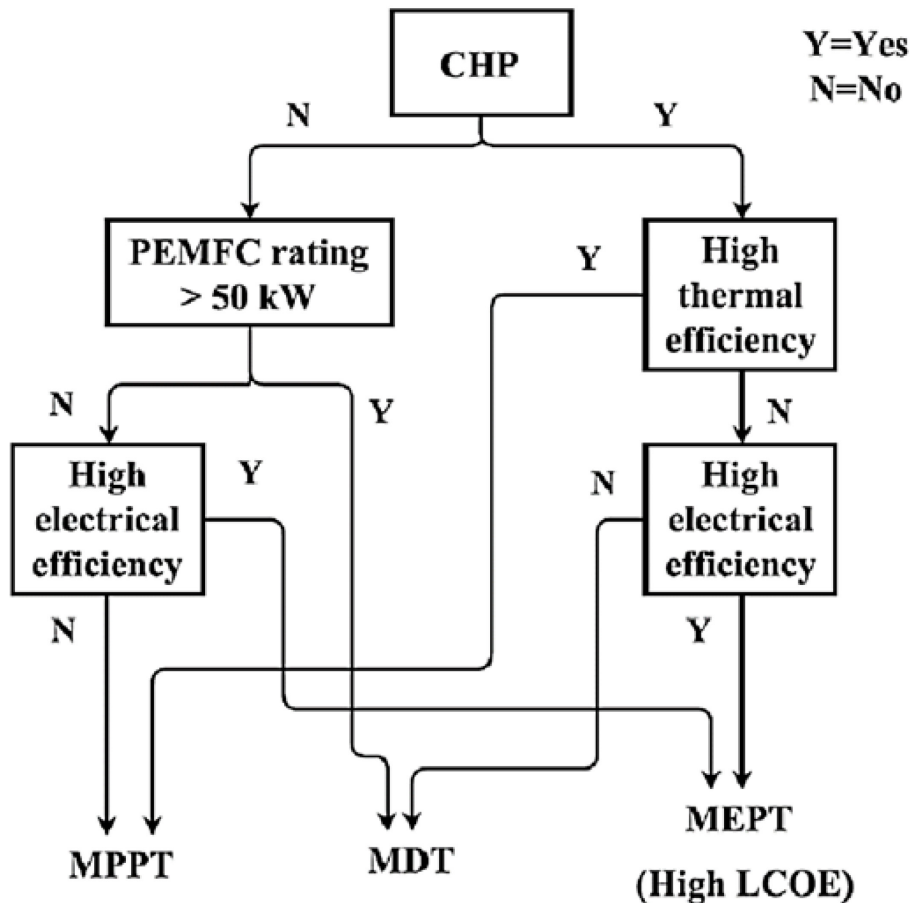 CHP
Y=Yes
N=No
N
Y
PEMFC rating
> 50 kW
Y
High
thermal
efficiency
N
Y
N
High
electrical
efficiency
Y
N
High
electrical
efficiency
N
Y
MPPT
MDT
MEPT
(High LCOE)